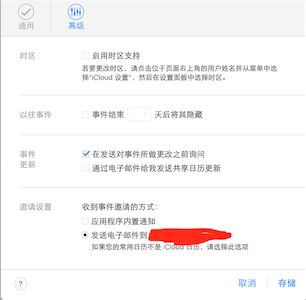 通用 高级
时区 启用时区支持
若要更改时区，请点击位于页面右上角的用户姓名并从菜单中选
择“iCloud 设置”，然后在设置面板中选择时区。
以往事件 事件结束 1 天后将其隐藏
事件 在发送对事件所做更改之前询问
更新 通过电子邮件给我发送共享日历更新
邀请设置 收到事件邀请的方式：
应用程序内置通知
发送电子邮件到
如果您的常用日历不是 iCloud 日历，请选择此选项
? 取消 存储